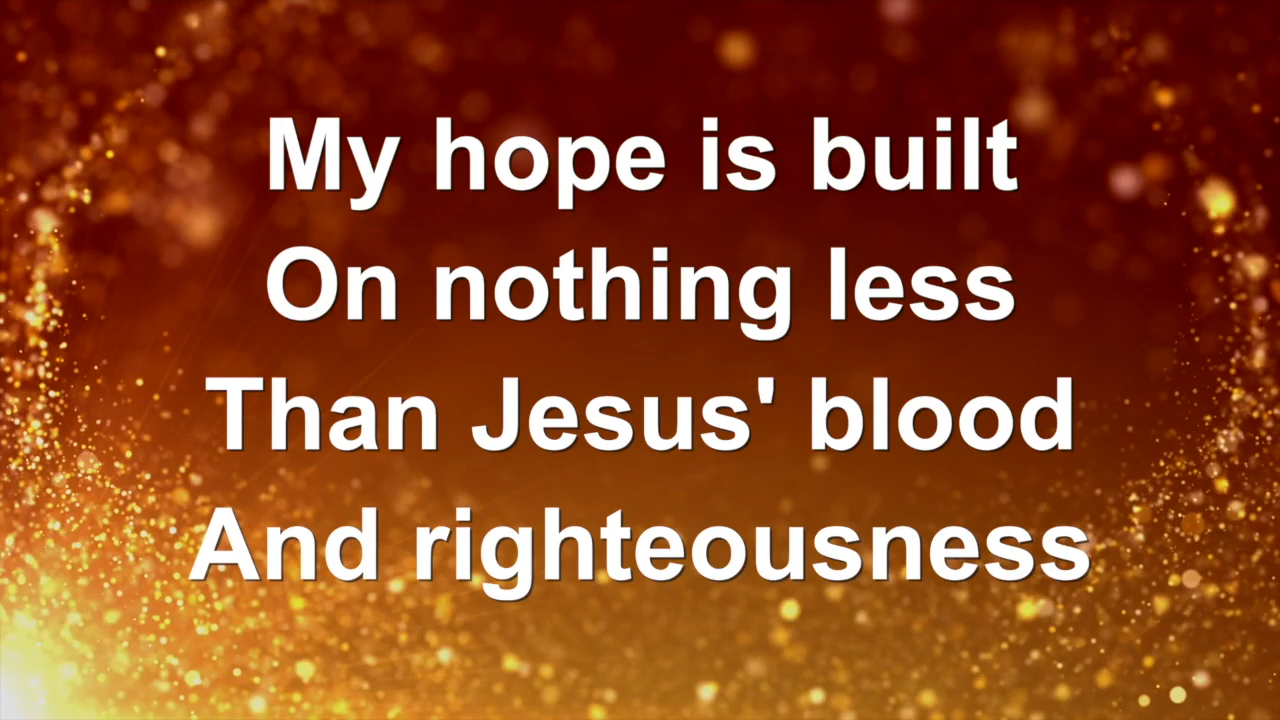 My hope is built
On nothing less
Than Jesus' blood
And righteousness